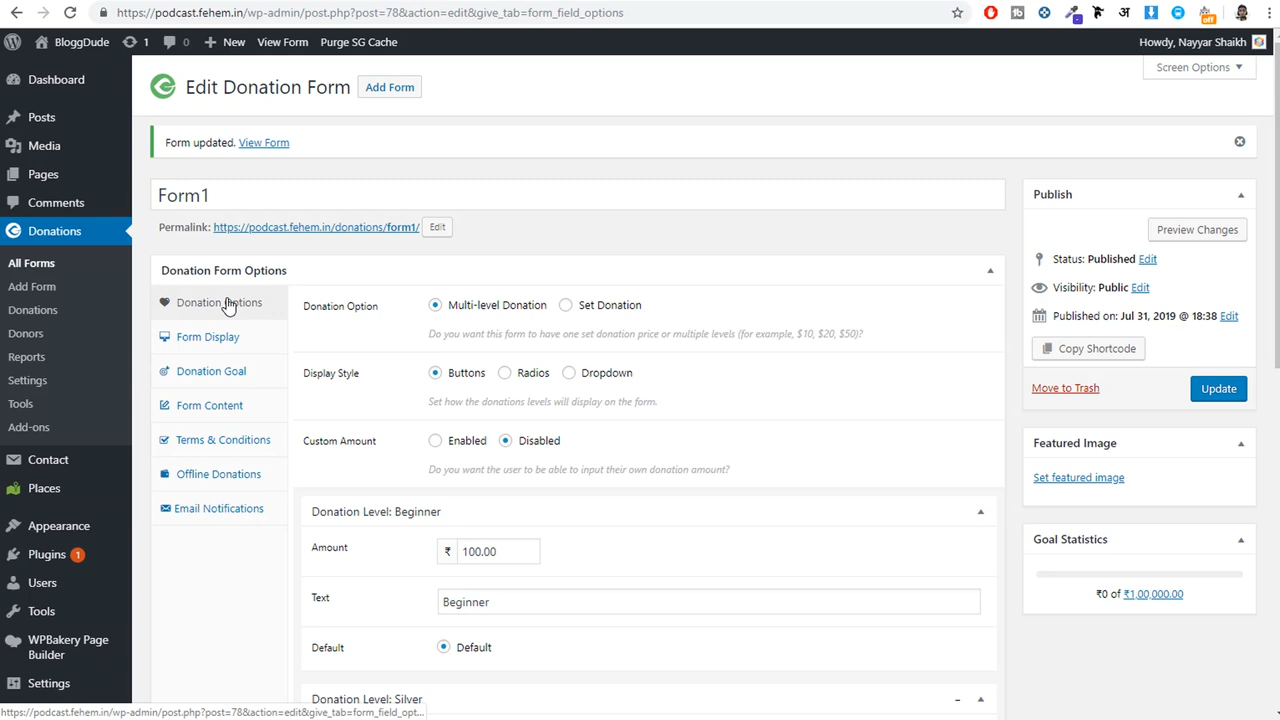 https://podcast.fehem.in/wp-admin/post.php?post=78&action=edit&give_tab=form_field_options
off
BloggDude
1
0
New
View Form
Purge SG Cache
Howdy, Nayyar Shaikh
Dashboard
Posts
Media
Pages
Comments
Donations
All Forms
Add Form
Donations
Donors
Reports
Settings
Tools
Add-ons
Contact
Places
Appearance
Plugins 1
Users
Tools
WPBakery Page
Builder
Settings
Screen Options
Edit Donation Form
Add Form
Form updated. View Form
Form1
Permalink: https://podcast.fehem.in/donations/form1/ Edit
Donation Form Options
Donation Options
Form Display
Donation Goal
Form Content
Terms & Conditions
Offline Donations
Email Notifications
Donation Option
Multi-level Donation
Set Donation
Do you want this form to have one set donation price or multiple levels (for example, $10, $20, $50)?
Display Style
Buttons
Radios
Dropdown
Set how the donations levels will display on the form.
Custom Amount
Enabled
Disabled
Do you want the user to be able to input their own donation amount?
Donation Level: Beginner
Amount
₹ 100.00
Text
Beginner
Default
Default
Donation Level: Silver
Publish
Preview Changes
Status: Published Edit
Visibility: Public Edit
Published on: Jul 31, 2019 @ 18:38 Edit
Copy Shortcode
Move to Trash
Update
Featured Image
Set featured image
Goal Statistics
₹0 of ₹1,00,000.00
https://podcast.fehem.in/wp-admin/post.php?post=78&action=edit&give_tab=form_field_opt...